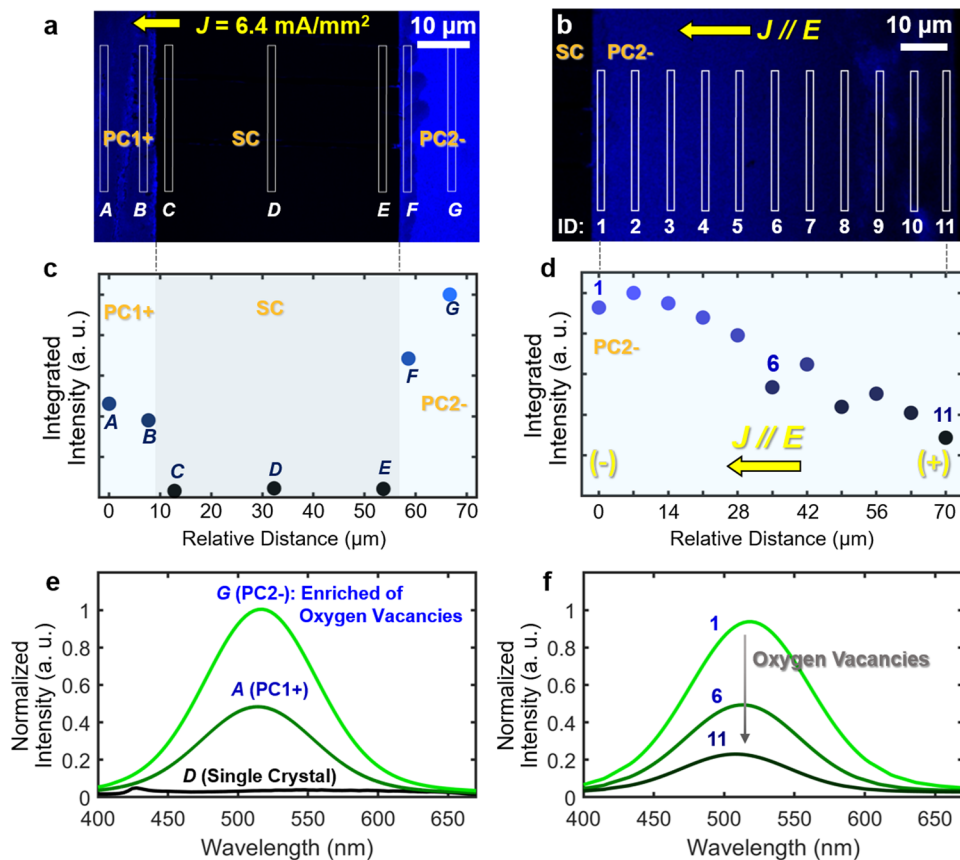 a
J = 6.4 mA/mm²
10 µm
PC1+
SC
PC2-
A B C D E F G
b
J // E
10 µm
SC
PC2-
ID: 1 2 3 4 5 6 7 8 9 10 11
c
Integrated
Intensity (a. u.)
PC1+
SC
PC2-
A
B
C
D
E
F
G
0 10 20 30 40 50 60 70
Relative Distance (µm)
d
Integrated
Intensity (a. u.)
1
PC2-
6
11
J // E
(-)
(+)
0 14 28 42 56 70
Relative Distance (µm)
e
Normalized
Intensity (a. u.)
1
0.8
0.6
0.4
0.2
0
G (PC2-): Enriched of
Oxygen Vacancies
A (PC1+)
D (Single Crystal)
400 450 500 550 600 650
Wavelength (nm)
f
Normalized
Intensity (a. u.)
1
0.8
0.6
0.4
0.2
0
1
Oxygen Vacancies
6
11
400 450 500 550 600 650
Wavelength (nm)